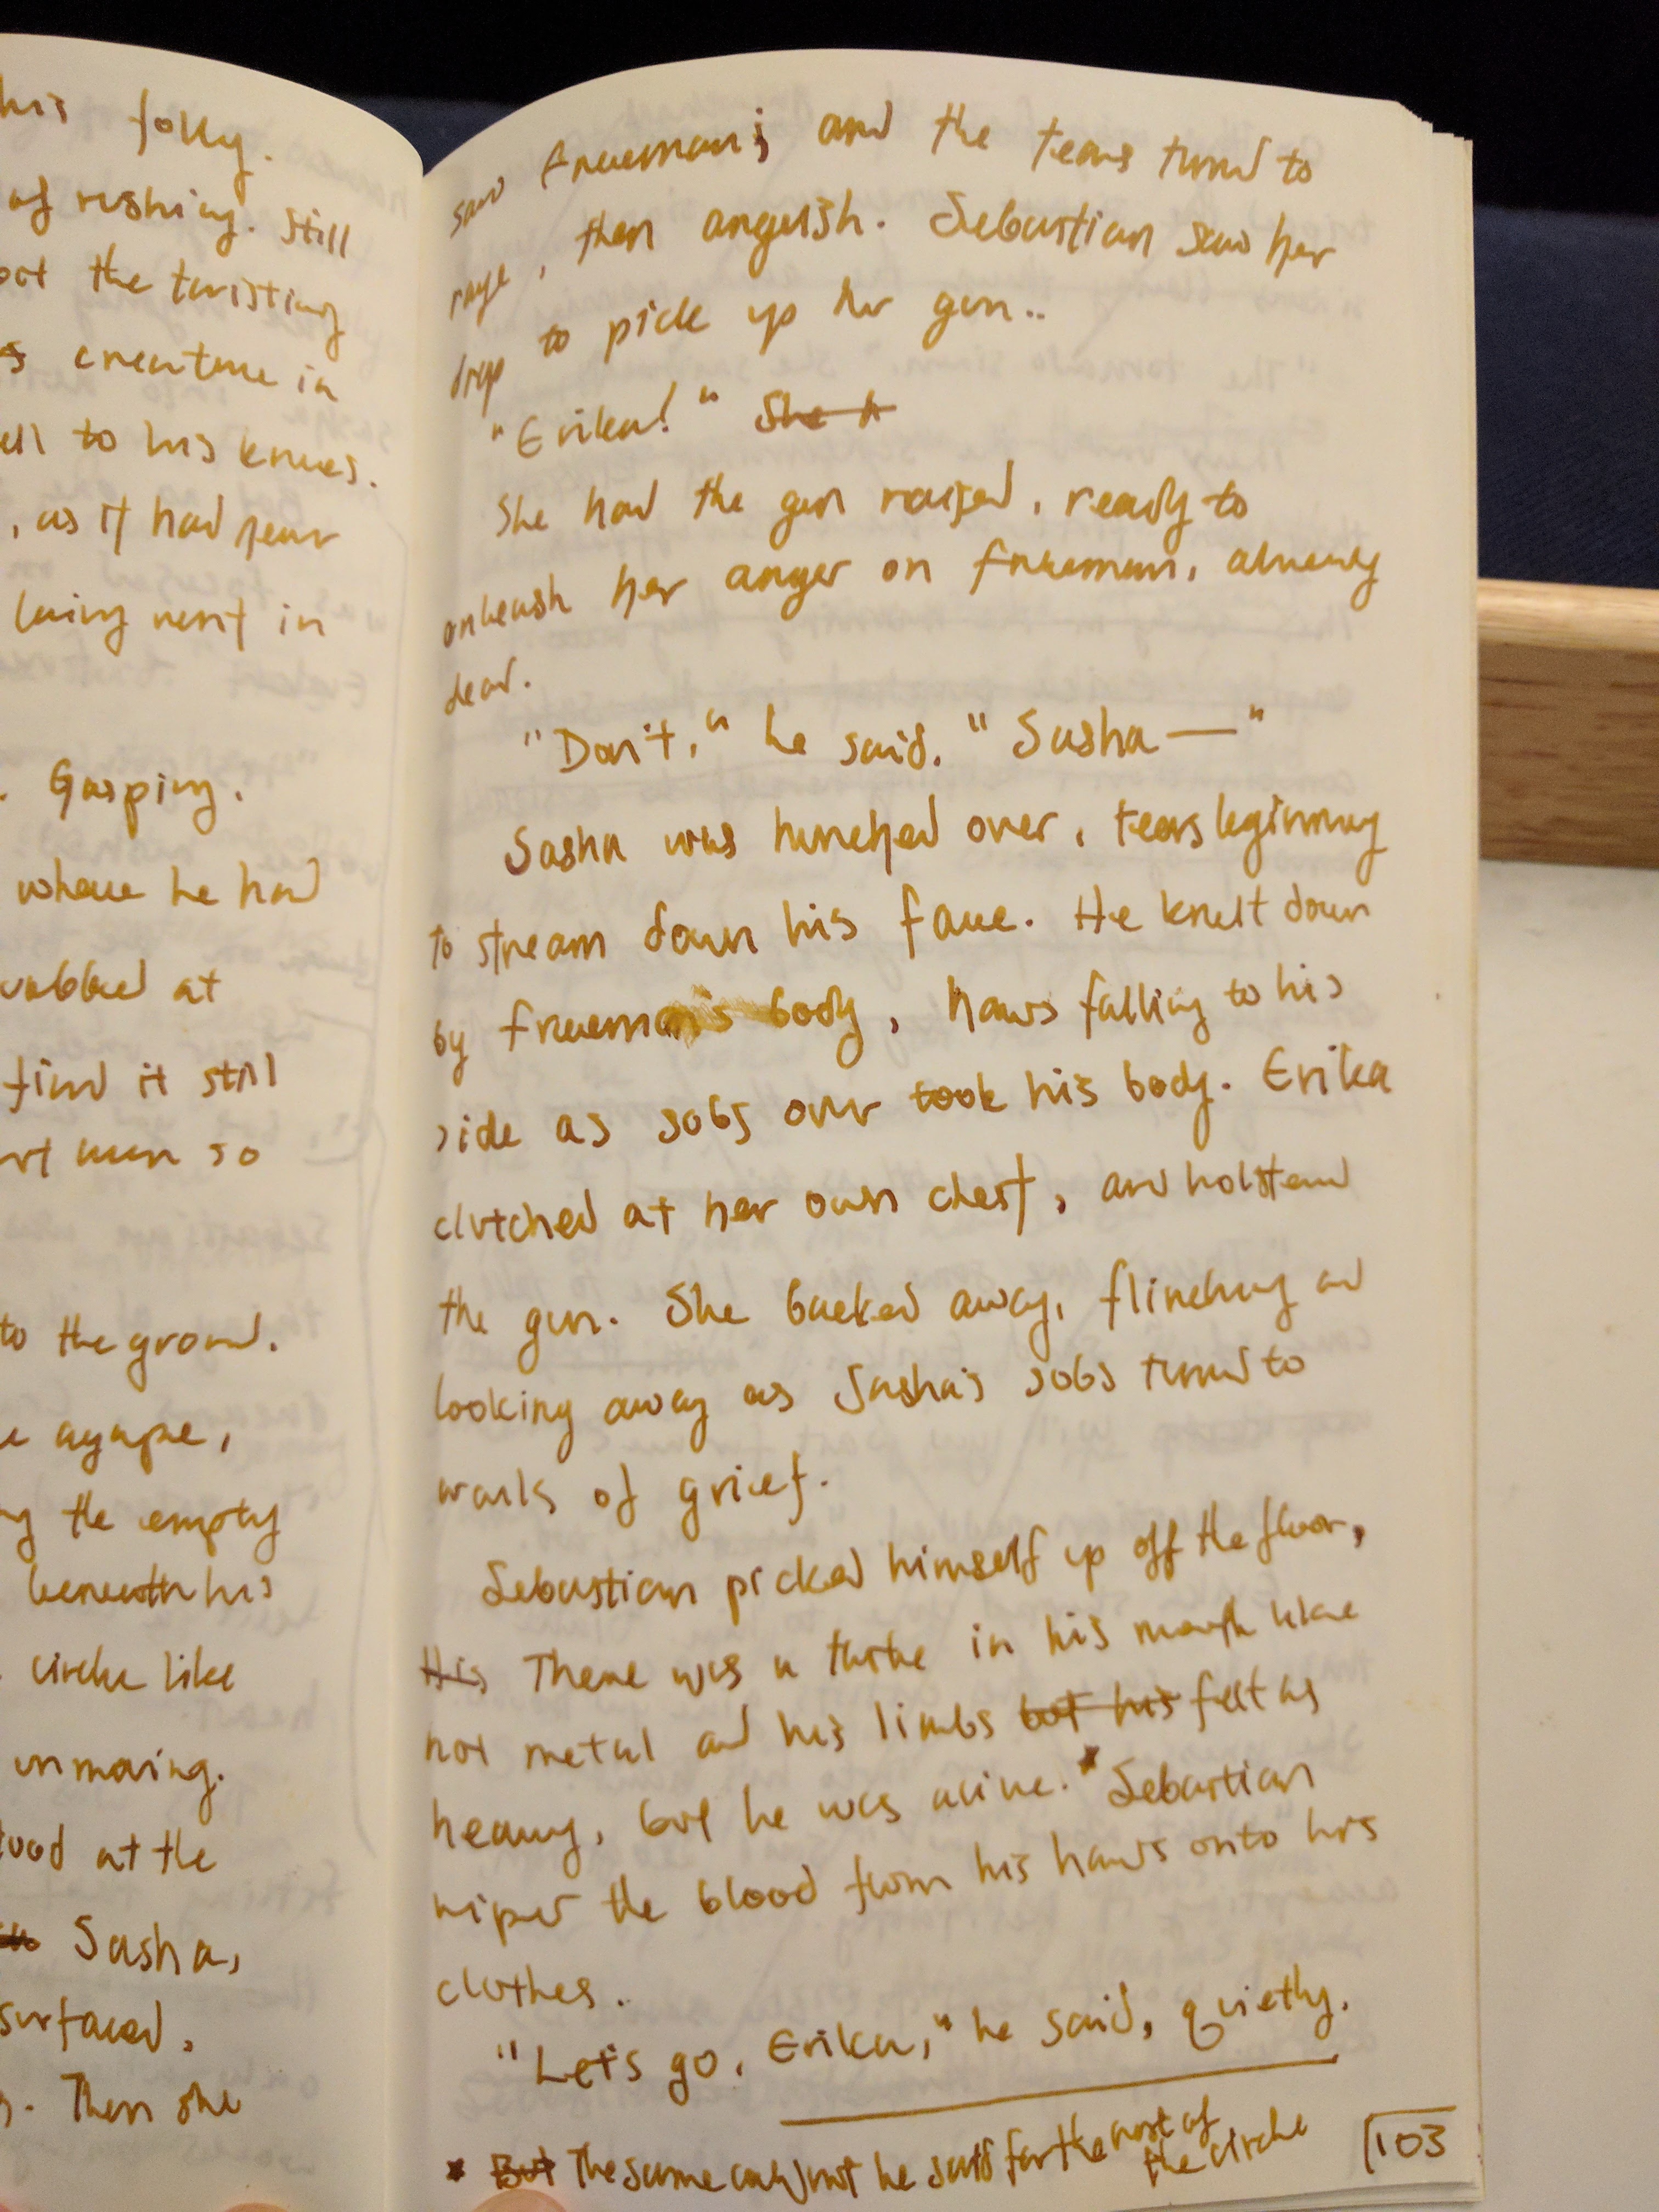 his folly.
of rushing. Still
the twisting
creature in
to his knees.
, as it had
in
Gasping.
where he had
at
find it still
so
to the ground.
agape,
the empty
beneath his
circle like
unmoving.
at the
Sasha,
surfaced,
Then she
saw Freeman; and the tears turned to
rage, then anguish. Sebastian saw her
drop to pick up her gun..
"Erika!" She h
She had the gun raised, ready to
unleash her anger on Freeman, already
dead.
"Don't," he said. "Sasha—"
Sasha was hunched over, tears beginning
to stream down his face. He knelt down
by Freeman's body, hands falling to his
side as sobs over took his body. Erika
clutched at her own chest, and holstered
the gun. She backed away, flinching and
looking away as Sasha's sobs turned to
wails of grief.
Sebastian picked himself up off the floor,
His There was a taste in his mouth like
hot metal and his limbs but his felt as
heavy, but he was alive.* Sebastian
wiped the blood from his hands onto his
clothes.
"Let's go, Erika," he said, quietly.
* But The same could not be said for the rest of
the circle
103